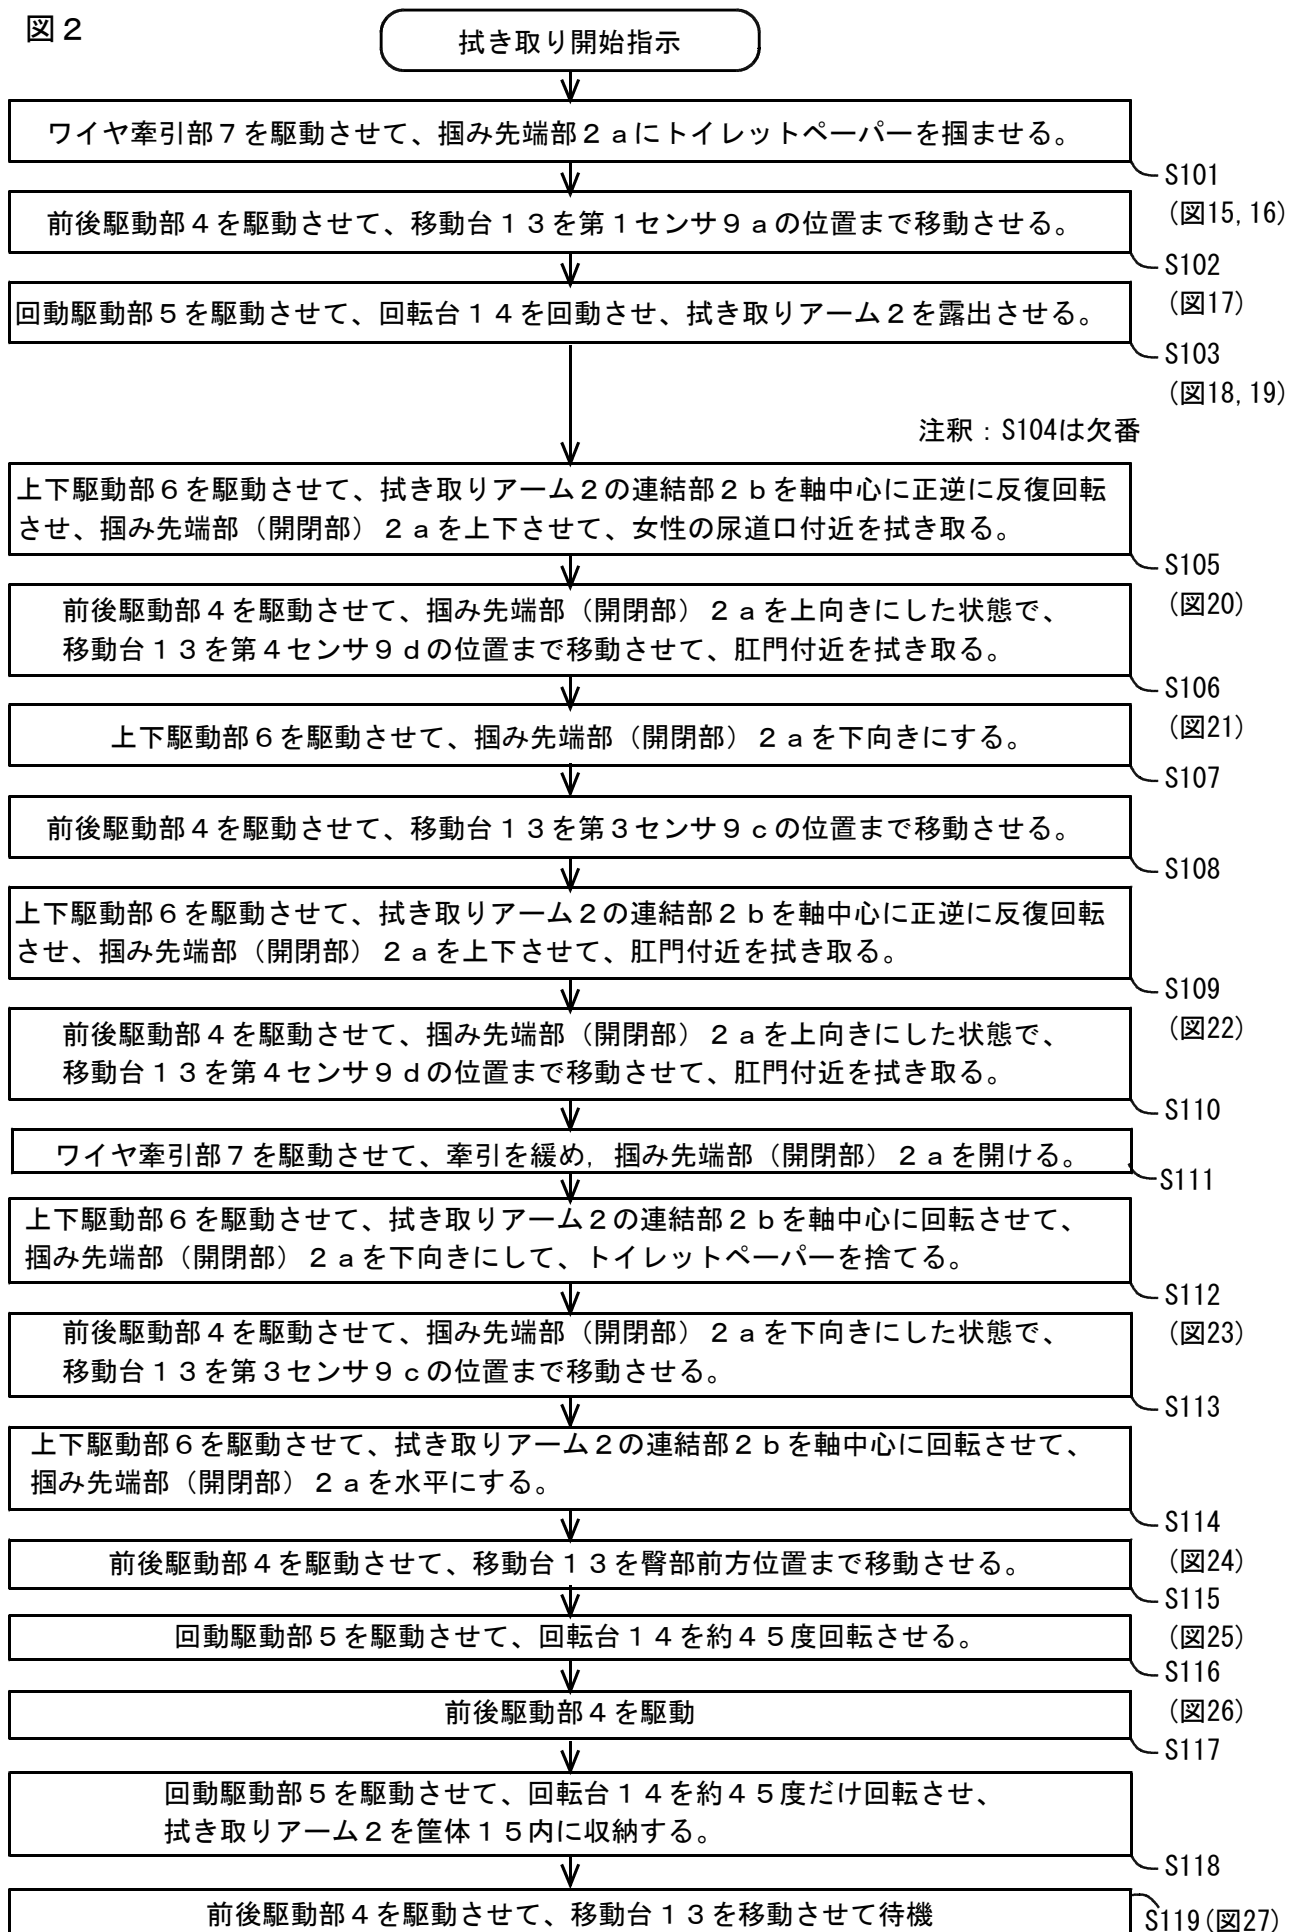 図2
拭き取り開始指示
ワイヤ牽引部7を駆動させて、掴み先端部2aにトイレットペーパーを掴ませる。
S101
(図15,16)
前後駆動部4を駆動させて、移動台13を第1センサ9aの位置まで移動させる。
S102
(図17)
回動駆動部5を駆動させて、回転台14を回動させ、拭き取りアーム2を露出させる。
S103
(図18,19)
注釈：S104は欠番
上下駆動部6を駆動させて、拭き取りアーム2の連結部2bを軸中心に正逆に反復回転
させ、掴み先端部（開閉部）2aを上下させて、女性の尿道口付近を拭き取る。
S105
(図20)
前後駆動部4を駆動させて、掴み先端部（開閉部）2aを上向きにした状態で、
移動台13を第4センサ9dの位置まで移動させて、肛門付近を拭き取る。
S106
(図21)
上下駆動部6を駆動させて、掴み先端部（開閉部）2aを下向きにする。
S107
前後駆動部4を駆動させて、移動台13を第3センサ9cの位置まで移動させる。
S108
上下駆動部6を駆動させて、拭き取りアーム2の連結部2bを軸中心に正逆に反復回転
させ、掴み先端部（開閉部）2aを上下させて、肛門付近を拭き取る。
S109
(図22)
前後駆動部4を駆動させて、掴み先端部（開閉部）2aを上向きにした状態で、
移動台13を第4センサ9dの位置まで移動させて、肛門付近を拭き取る。
S110
ワイヤ牽引部7を駆動させて、牽引を緩め，掴み先端部（開閉部）2aを開ける。
S111
上下駆動部6を駆動させて、拭き取りアーム2の連結部2bを軸中心に回転させて、
掴み先端部（開閉部）2aを下向きにして、トイレットペーパーを捨てる。
S112
(図23)
前後駆動部4を駆動させて、掴み先端部（開閉部）2aを下向きにした状態で、
移動台13を第3センサ9cの位置まで移動させる。
S113
上下駆動部6を駆動させて、拭き取りアーム2の連結部2bを軸中心に回転させて、
掴み先端部（開閉部）2aを水平にする。
S114
(図24)
前後駆動部4を駆動させて、移動台13を臀部前方位置まで移動させる。
S115
(図25)
回動駆動部5を駆動させて、回転台14を約45度回転させる。
S116
(図26)
前後駆動部4を駆動
S117
回動駆動部5を駆動させて、回転台14を約45度だけ回転させ、
拭き取りアーム2を筐体15内に収納する。
S118
前後駆動部4を駆動させて、移動台13を移動させて待機
S119(図27)